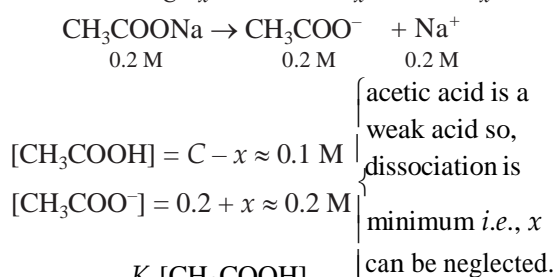 CH₃COONa → CH₃COO⁻ + Na⁺
0.2 M 0.2 M 0.2 M
[CH₃COOH] = C – x ≈ 0.1 M
[CH₃COO⁻] = 0.2 + x ≈ 0.2 M
acetic acid is a
weak acid so,
dissociation is
minimum i.e., x
can be neglected.